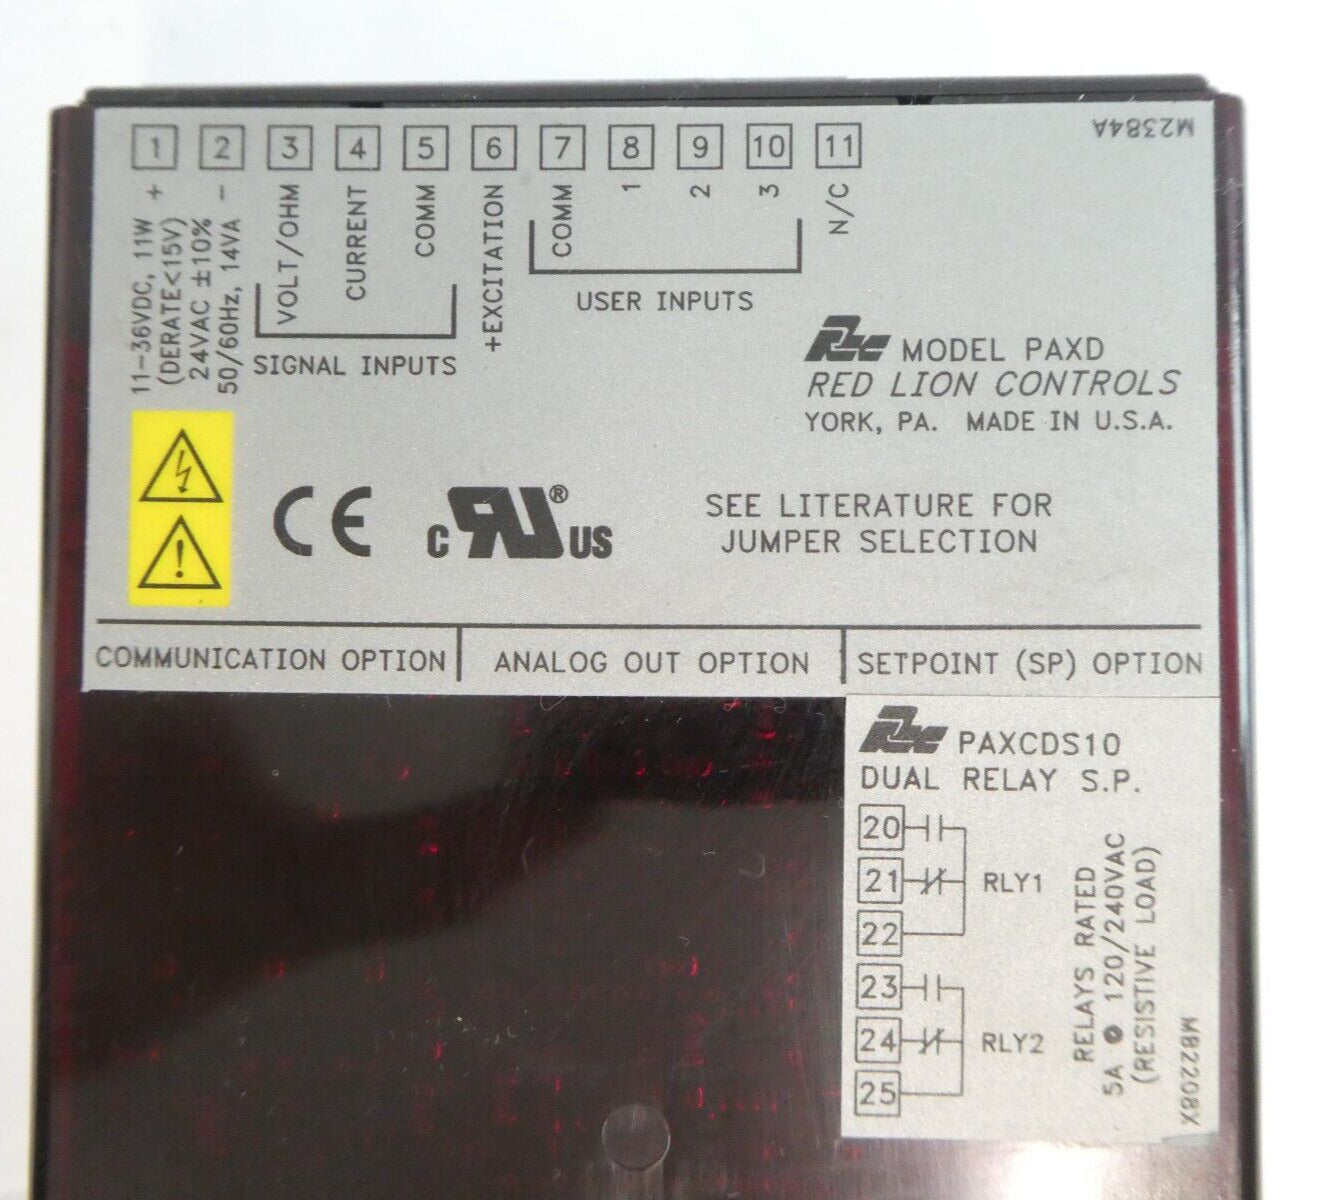 M2384A
1 2 3 4 5 6 7 8 9 10 11
+
-
11-36VDC, 11W
(DERATE<15V)
24VAC ±10%
50/60Hz, 14VA
VOLT/OHM
CURRENT
COMM
SIGNAL INPUTS
+EXCITATION
COMM
1
2
3
USER INPUTS
N/C
MODEL PAXD
RED LION CONTROLS
YORK, PA. MADE IN U.S.A.
CE
c RU® US
SEE LITERATURE FOR
JUMPER SELECTION
COMMUNICATION OPTION
ANALOG OUT OPTION
SETPOINT (SP) OPTION
PAXCDS10
DUAL RELAY S.P.
20
21
22
RLY1
23
24
25
RLY2
RELAYS RATED
5A @ 120/240VAC
(RESISTIVE LOAD)
MB2208X